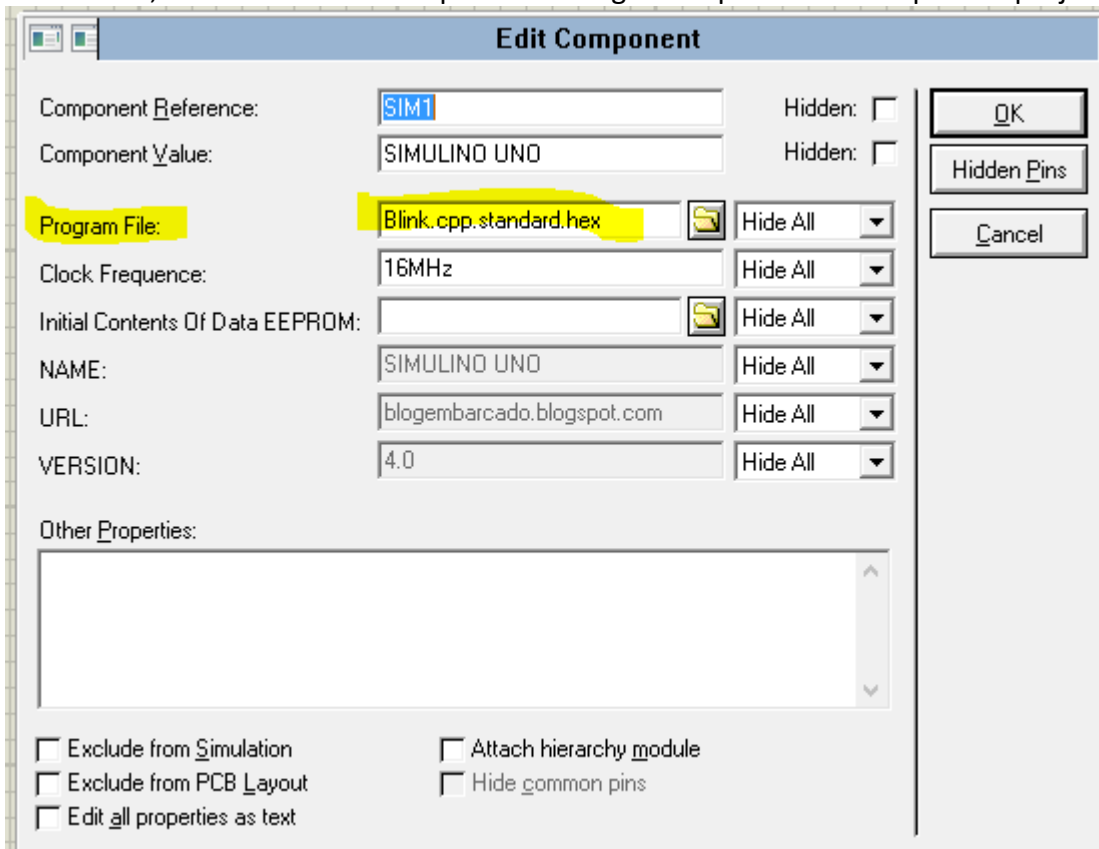 Edit Component
Component Reference: SIM1 Hidden: OK
Component Value: SIMULINO UNO Hidden: Hidden Pins
Program File: Blink.cpp.standard.hex Hide All Cancel
Clock Frequence: 16MHz Hide All
Initial Contents Of Data EEPROM: Hide All
NAME: SIMULINO UNO Hide All
URL: blogembarcado.blogspot.com Hide All
VERSION: 4.0 Hide All
Other Properties:
Exclude from Simulation Attach hierarchy module
Exclude from PCB Layout Hide common pins
Edit all properties as text